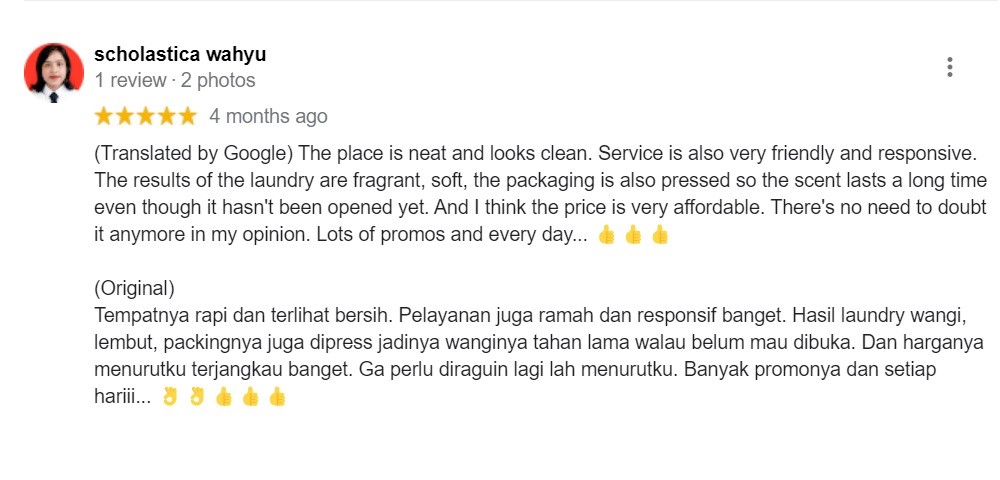 scholastica wahyu
1 review · 2 photos
4 months ago
(Translated by Google) The place is neat and looks clean. Service is also very friendly and responsive.
The results of the laundry are fragrant, soft, the packaging is also pressed so the scent lasts a long time
even though it hasn't been opened yet. And I think the price is very affordable. There's no need to doubt
it anymore in my opinion. Lots of promos and every day... 👍👍👍
(Original)
Tempatnya rapi dan terlihat bersih. Pelayanan juga ramah dan responsif banget. Hasil laundry wangi,
lembut, packingnya juga dipress jadinya wanginya tahan lama walau belum mau dibuka. Dan harganya
menurutku terjangkau banget. Ga perlu diraguin lagi lah menurutku. Banyak promonya dan setiap
hariii... 👌👌👍👍👍